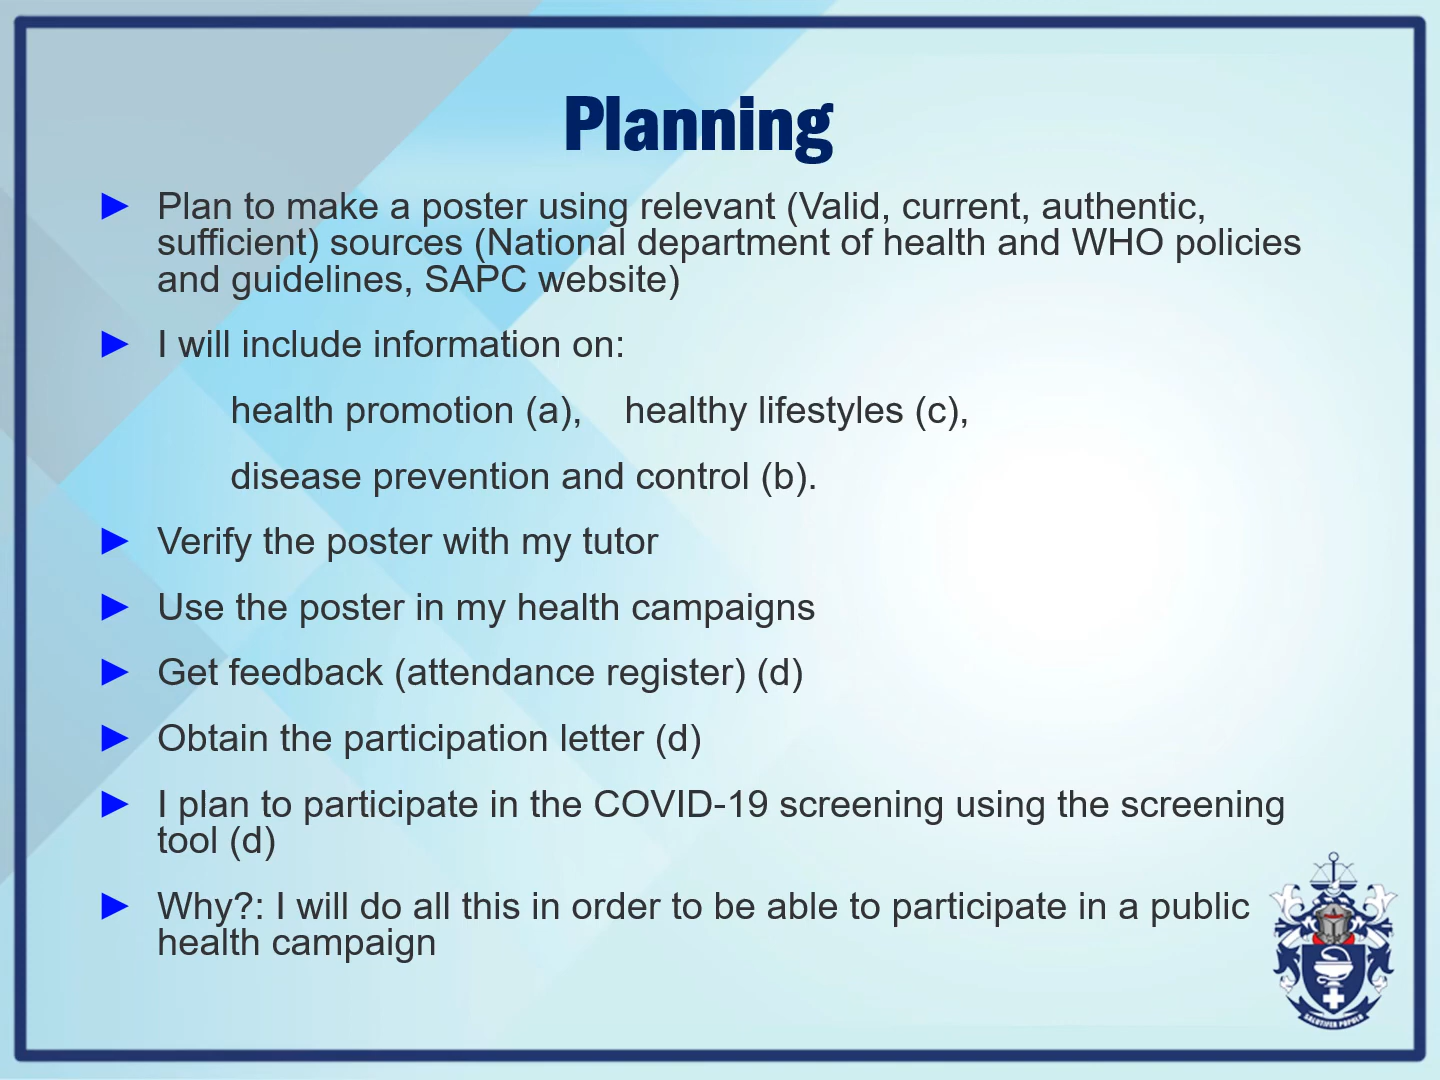 Planning
Plan to make a poster using relevant (Valid, current, authentic,
sufficient) sources (National department of health and WHO policies
and guidelines, SAPC website)
I will include information on:
health promotion (a),    healthy lifestyles (c),
disease prevention and control (b).
Verify the poster with my tutor
Use the poster in my health campaigns
Get feedback (attendance register) (d)
Obtain the participation letter (d)
I plan to participate in the COVID-19 screening using the screening
tool (d)
Why?: I will do all this in order to be able to participate in a public
health campaign
SALUTIFER POPULO